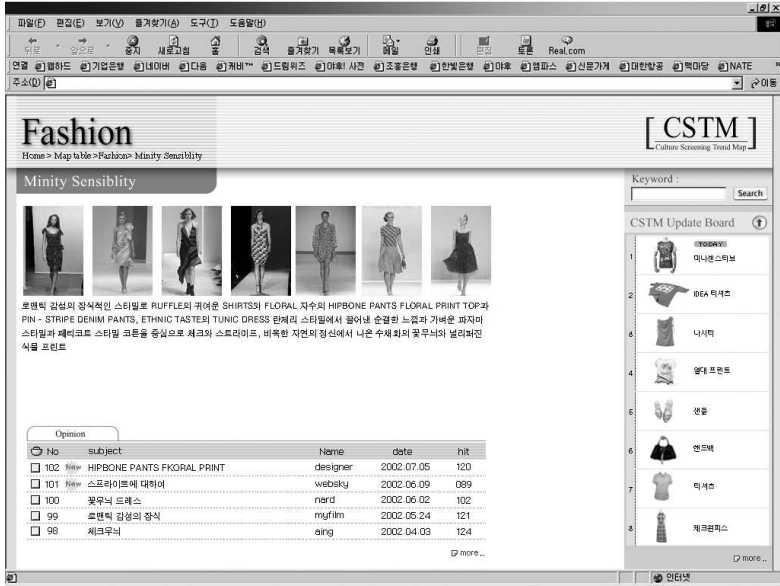 파일(F) 편집(E) 보기(V) 즐겨찾기(A) 도구(T) 도움말(H)
뒤로 앞으로 중지 새로고침 홈 검색 즐겨찾기 목록보기 메일 인쇄 편집 토론 Real.com
연결 웹하드 기업은행 네이버 다음 캐비™ 드림위즈 야후! 사전 조흥은행 한빛은행 야후 엠파스 신문가게 대한항공 맥마당 NATE
주소(D) 이동
Fashion
Home > Map table >Fashion> Minity Sensiblity
[ CSTM ]
Culture Screening Trend Map
Minity Sensiblity
로맨틱 감성의 장식적인 스타일로 RUFFLE의 귀여운 SHIRTS와 FLORAL 자수의 HIPBONE PANTS FLORAL PRINT TOP과
PIN - STRIPE DENIM PANTS, ETHNIC TASTE의 TUNIC DRESS 란제리 스타일에서 끌어낸 순결한 느낌과 가벼운 파자마
스타일과 페티코트 스타일 코튼을 중심으로 체크와 스트라이프, 비옥한 자연의 정신에서 나온 수채화의 꽃무늬와 널리퍼진
식물 프린트
Opinion
No subject Name date hit
102 New HIPBONE PANTS FKORAL PRINT designer 2002.07.05 120
101 New 스프라이트에 대하여 websky 2002.06.09 089
100 꽃무늬 드레스 nard 2002.06.02 102
99 로맨틱 감성의 장식 myfilm 2002.05.24 121
98 체크무늬 aing 2002.04.03 124
more..
Keyword :
Search
CSTM Update Board
TODAY
1 미니센스티브
2 IDEA 티셔츠
3 나시티
4 열대 프린트
5 샌들
6 핸드백
7 티셔츠
8 체크원피스
more..
인터넷